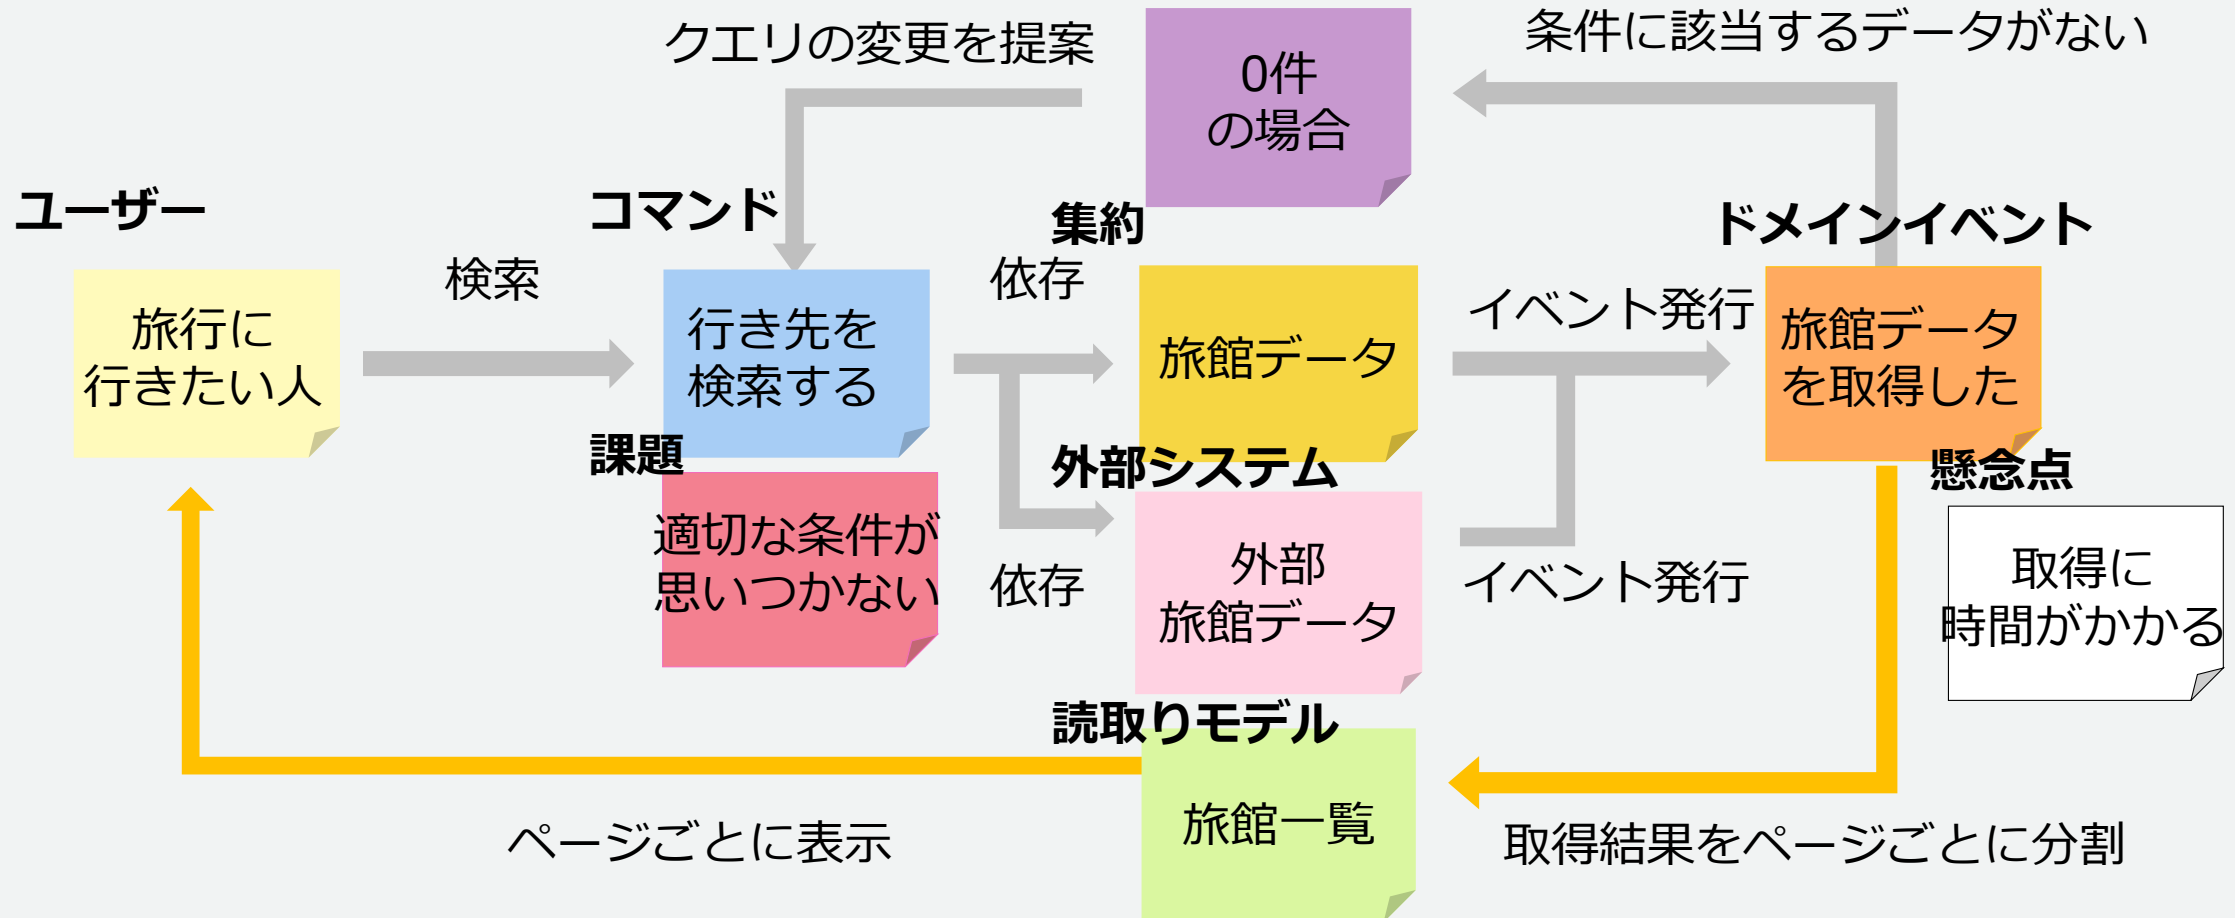 クエリの変更を提案
0件
の場合
条件に該当するデータがない
ユーザー
コマンド
集約
ドメインイベント
検索
依存
イベント発行
旅行に
行きたい人
行き先を
検索する
旅館データ
旅館データ
を取得した
課題
外部システム
懸念点
適切な条件が
思いつかない
依存
外部
旅館データ
イベント発行
取得に
時間がかかる
読取りモデル
旅館一覧
ページごとに表示
取得結果をページごとに分割